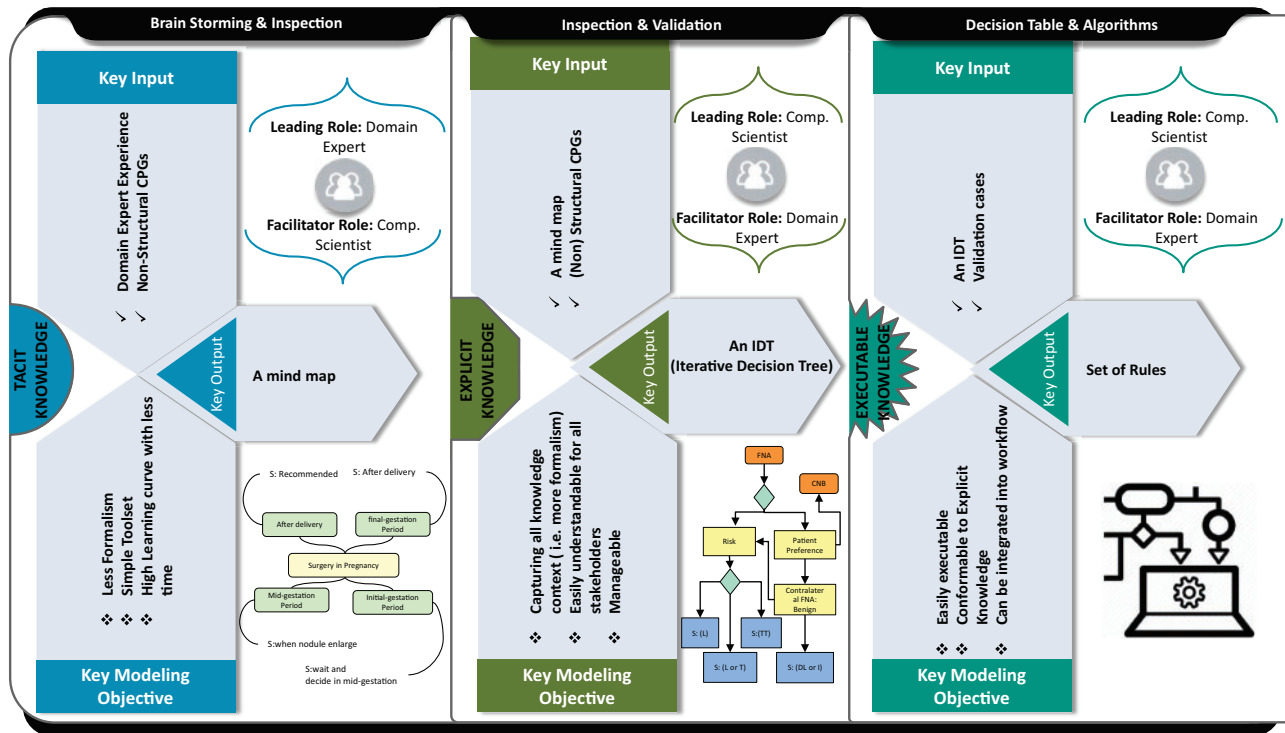 Brain Storming & Inspection
Key Input
Leading Role: Domain
Expert
Facilitator Role: Comp.
Scientist
✓ Domain Expert Experience
✓ Non-Structural CPGs
TACIT
KNOWLEDGE
Key Output
A mind map
❖ Less Formalism
❖ Simple Toolset
❖ High Learning curve with less
time
S: Recommended
S: After delivery
After delivery
final-gestation
Period
Surgery in Pregnancy
Mid-gestation
Period
Initial-gestation
Period
S:when nodule enlarge
S:wait and
decide in mid-gestation
Key Modeling
Objective
Inspection & Validation
Key Input
Leading Role: Comp.
Scientist
Facilitator Role: Domain
Expert
✓ A mind map
✓ (Non) Structural CPGs
EXPLICIT
KNOWLEDGE
Key Output
An IDT
(Iterative Decision Tree)
❖ Capturing all knowledge
context ( i.e. more formalism)
❖ Easily understandable for all
stakeholders
❖ Manageable
FNA
CNB
Risk
Patient
Preference
Contralater
al FNA:
Benign
S: (L)
S:(TT)
S: (L or T)
S: (DL or I)
Key Modeling
Objective
Decision Table & Algorithms
Key Input
Leading Role: Comp.
Scientist
Facilitator Role: Domain
Expert
✓ An IDT
✓ Validation cases
EXECUTABLE
KNOWLEDGE
Key Output
Set of Rules
❖ Easily executable
❖ Conformable to Explicit
Knowledge
❖ Can be integrated into workflow
Key Modeling
Objective